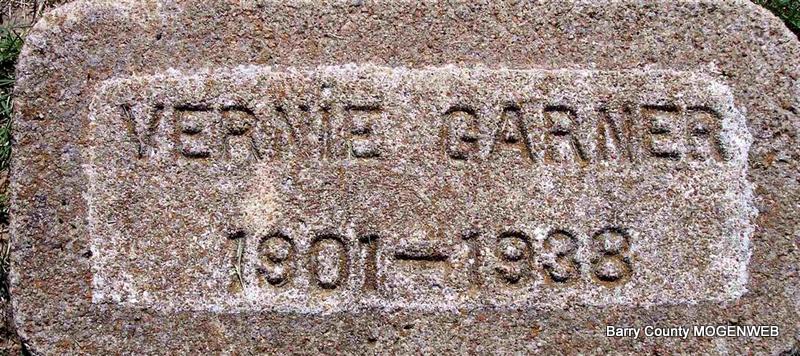 VERNIE GARNER
1901-1938
Barry County MOGENWEB